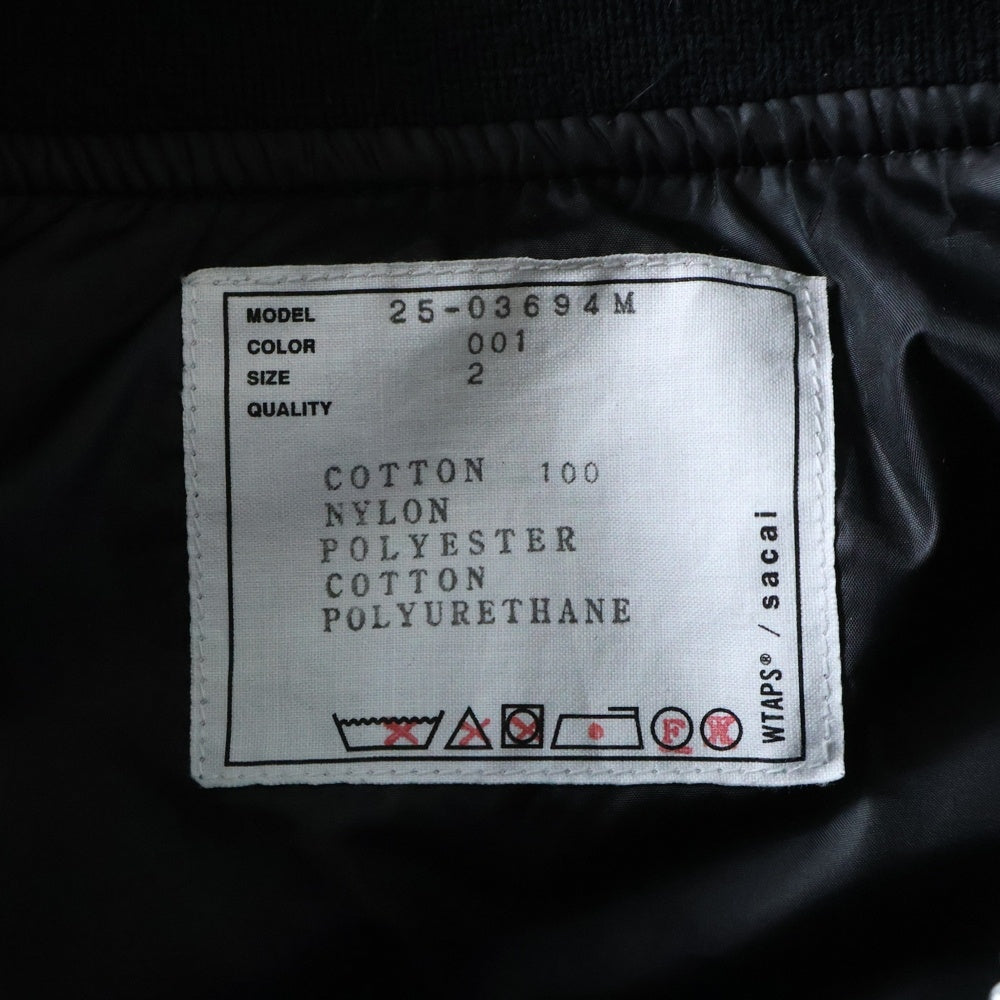 MODEL 25-03694M
COLOR 001
SIZE 2
QUALITY
COTTON 100
NYLON
POLYESTER
COTTON
POLYURETHANE
F W
WTAPS® / sacai